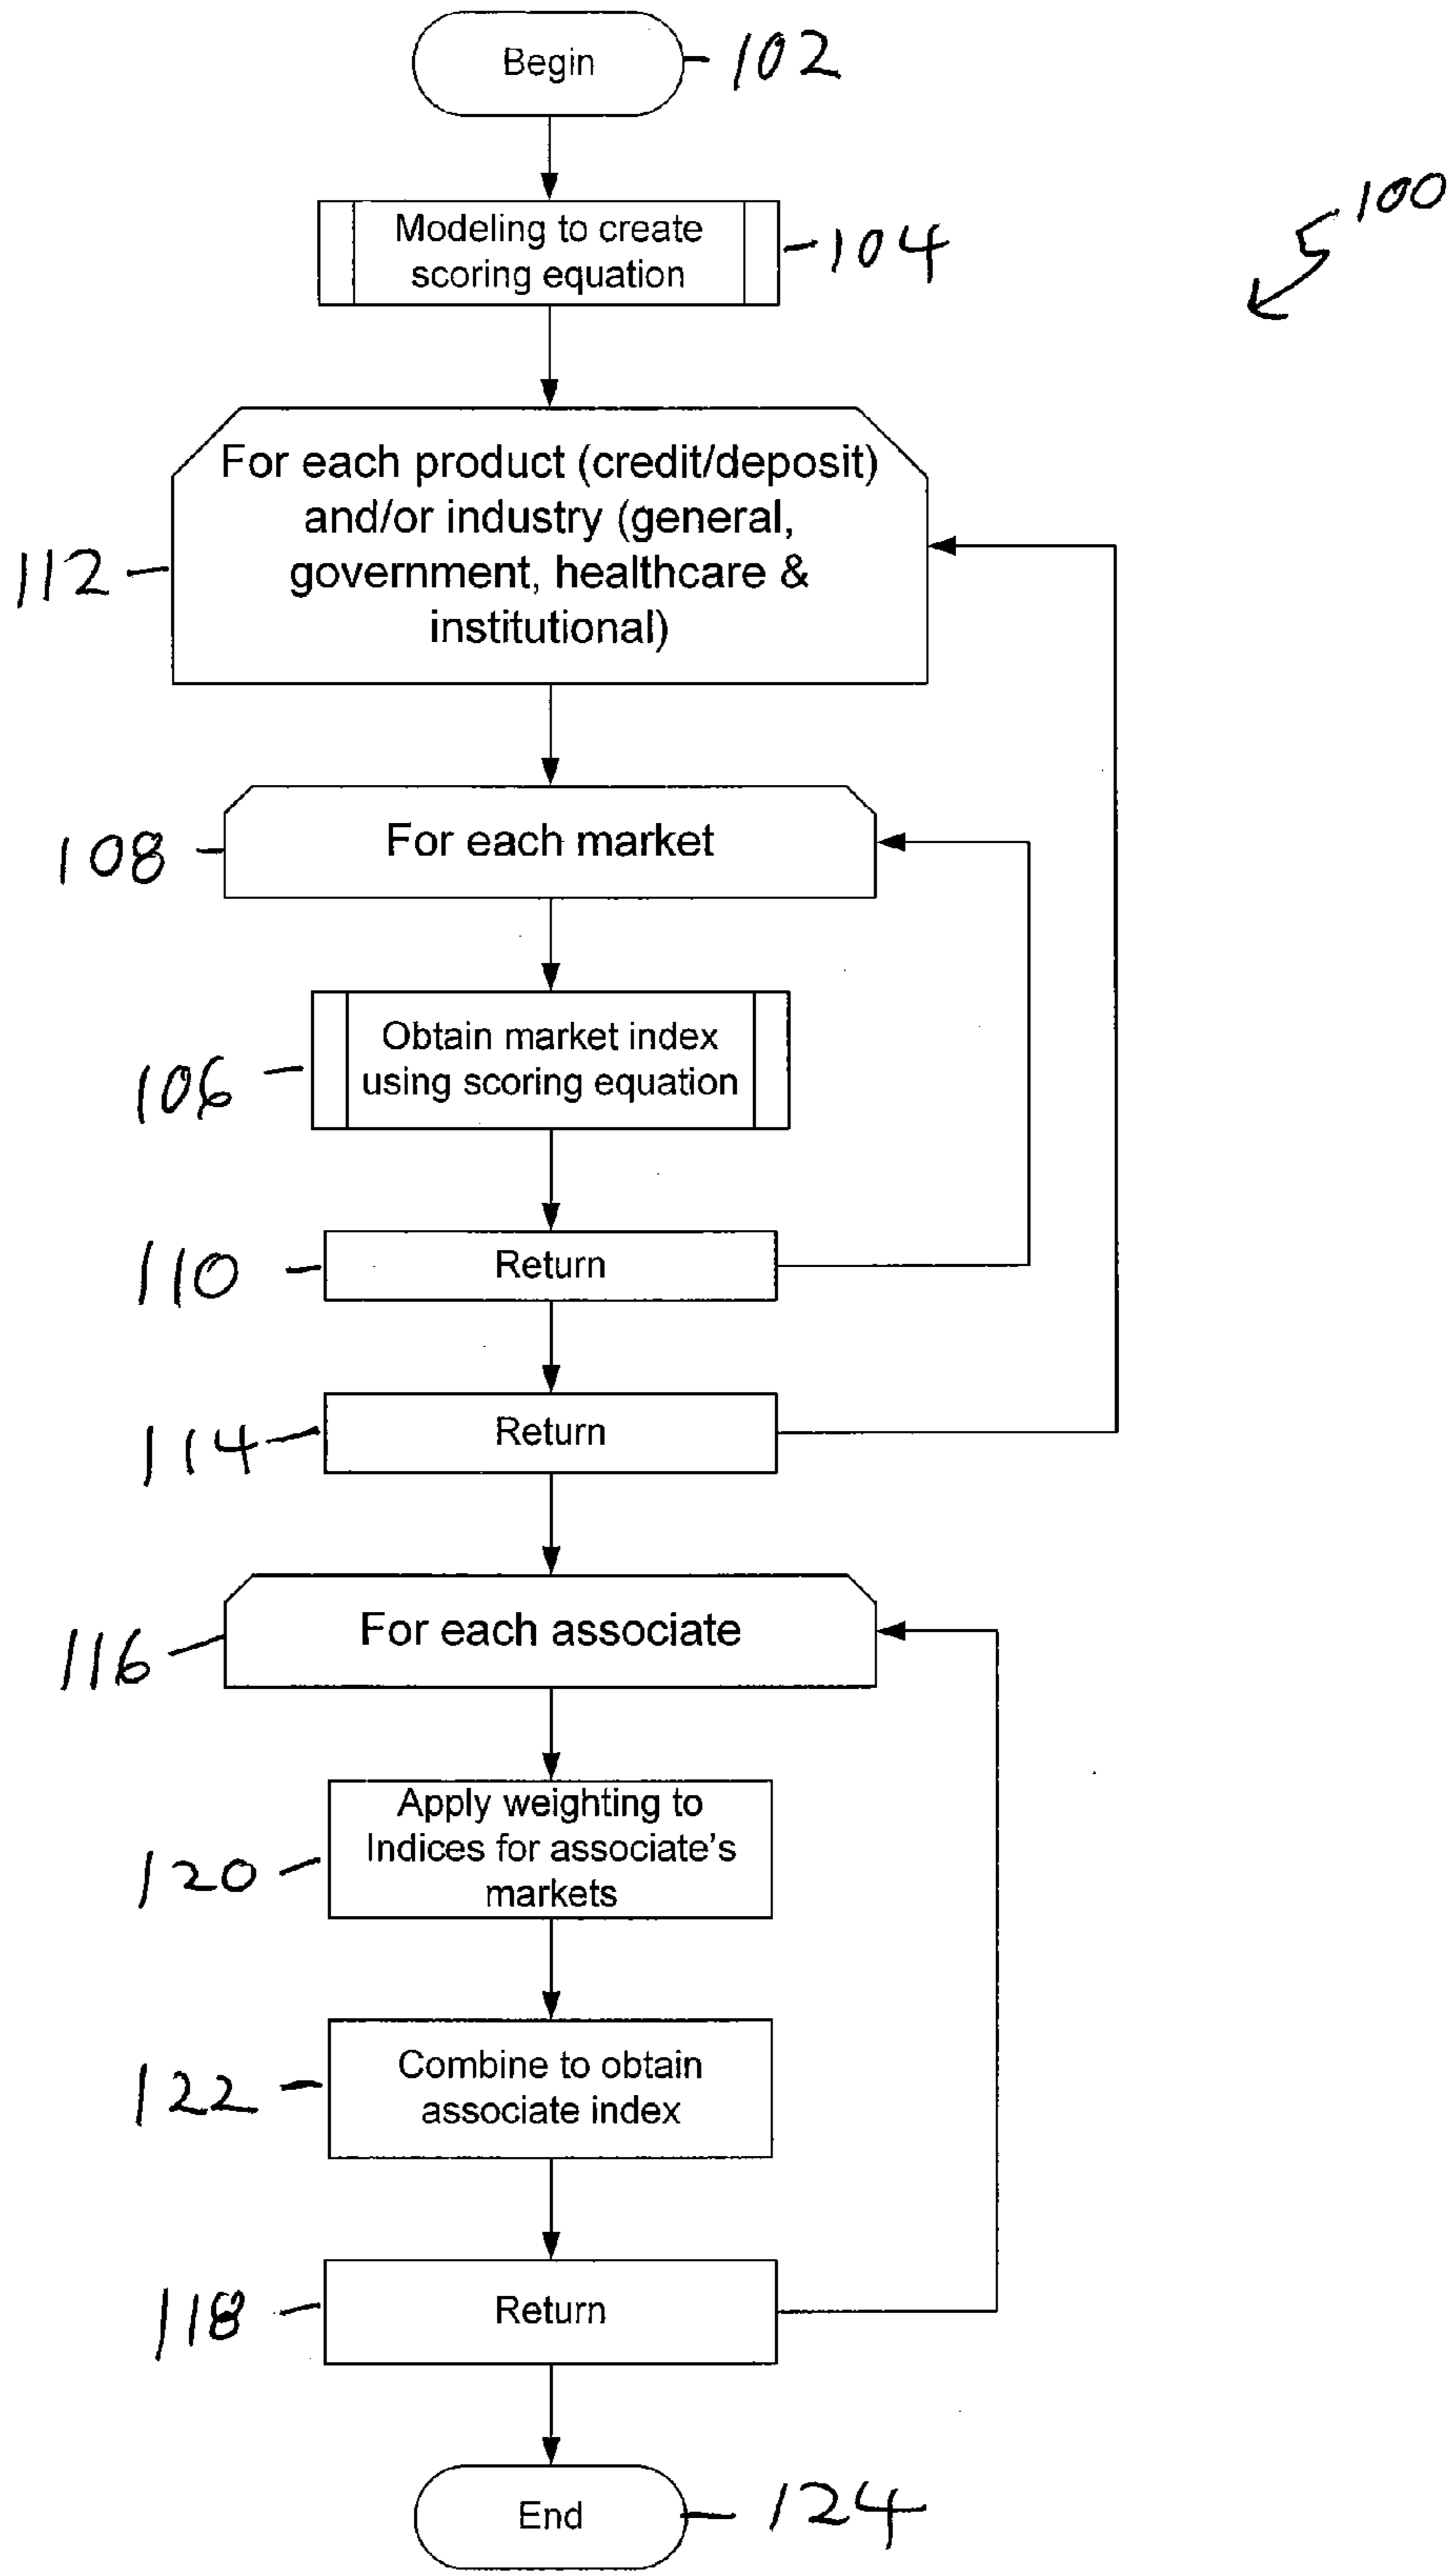 Begin
102
100
Modeling to create
scoring equation
104
For each product (credit/deposit)
and/or industry (general,
government, healthcare &
institutional)
112
For each market
108
Obtain market index
using scoring equation
106
Return
110
Return
114
For each associate
116
Apply weighting to
Indices for associate's
markets
120
Combine to obtain
associate index
122
Return
118
End
124